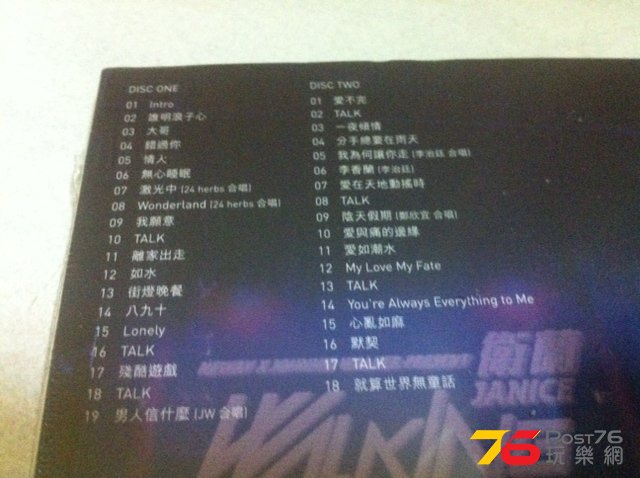 DISC ONE
01 Intro
02 誰明浪子心
03 大哥
04 錯過你
05 情人
06 無心睡眠
07 激光中 (24 herbs 合唱)
08 Wonderland (24 herbs 合唱)
09 我願意
10 TALK
11 離家出走
12 如水
13 街燈晚餐
14 八九十
15 Lonely
16 TALK
17 殘酷遊戲
18 TALK
19 男人信什麼 (JW 合唱)
DISC TWO
01 愛不完
02 TALK
03 一夜傾情
04 分手總要在雨天
05 我為何讓你走 (李治廷 合唱)
06 李香蘭 (李治廷)
07 愛在天地動搖時
08 TALK
09 陰天假期 (鄭欣宜 合唱)
10 愛與痛的邊緣
11 愛如潮水
12 My Love My Fate
13 TALK
14 You're Always Everything to Me
15 心亂如麻
16 默契
17 TALK
18 就算世界無童話
衛蘭
JANICE
76 Post76
玩樂網